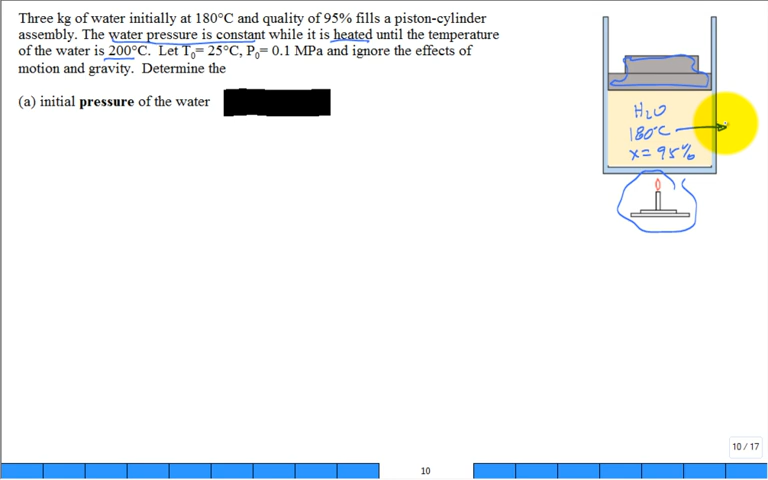 Three kg of water initially at 180°C and quality of 95% fills a piston-cylinder
assembly. The water pressure is constant while it is heated until the temperature
of the water is 200°C. Let T₀= 25°C, P₀= 0.1 MPa and ignore the effects of
motion and gravity. Determine the
(a) initial pressure of the water
H₂O
180°C
x=95%
10 / 17
10